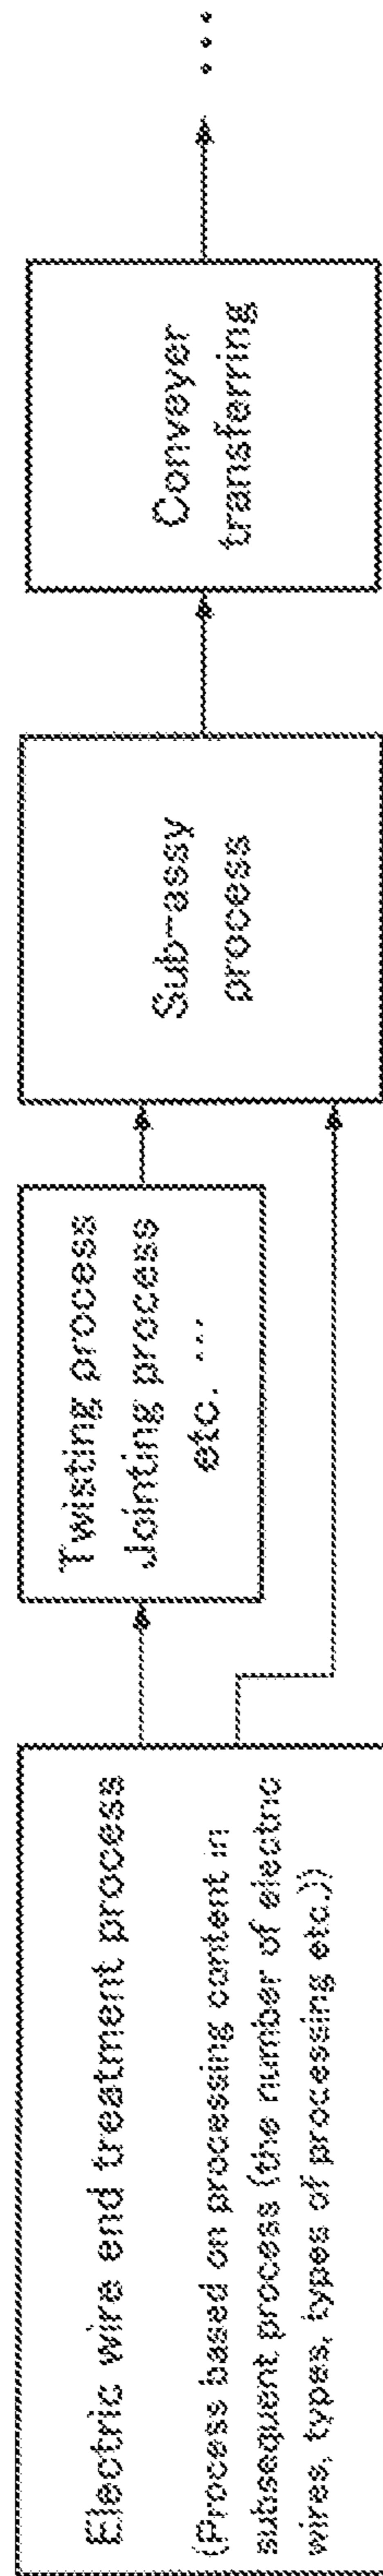 Electric wire end treatment process
(Process based on processing content in
subsequent process (the number of electric
wires, types, types of processing etc.))
Twisting process
Jointing process
etc. ...
Sub-assy
process
Conveyer
transferring
...